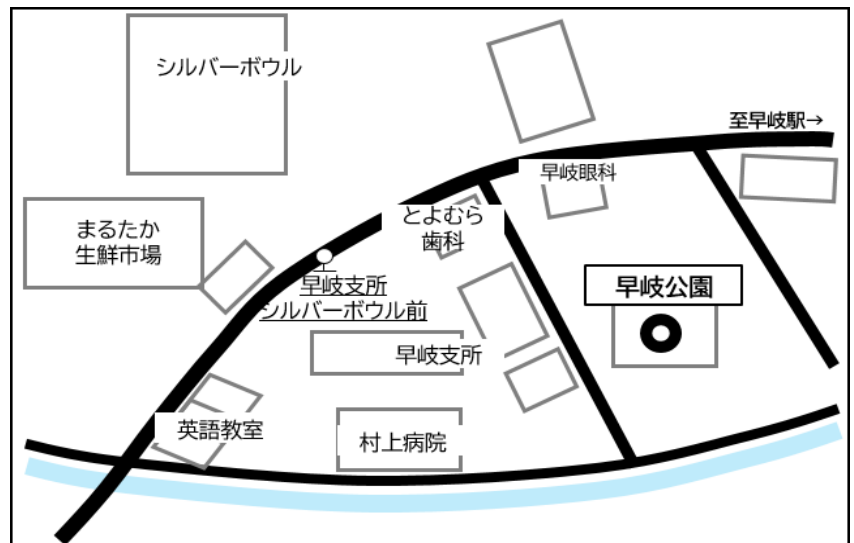 シルバーボウル
至早岐駅→
早岐眼科
とよむら
歯科
まるたか
生鮮市場
早岐支所
シルバーボウル前
早岐公園
早岐支所
英語教室
村上病院